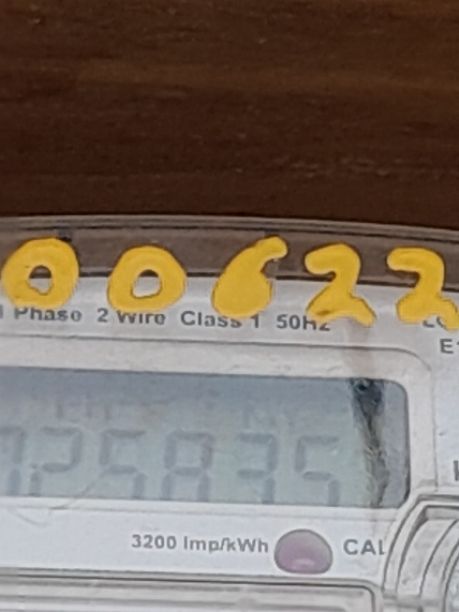 00622
Phase 2 Wire Class 1 50Hz
25835
3200 Imp/kWh CAL